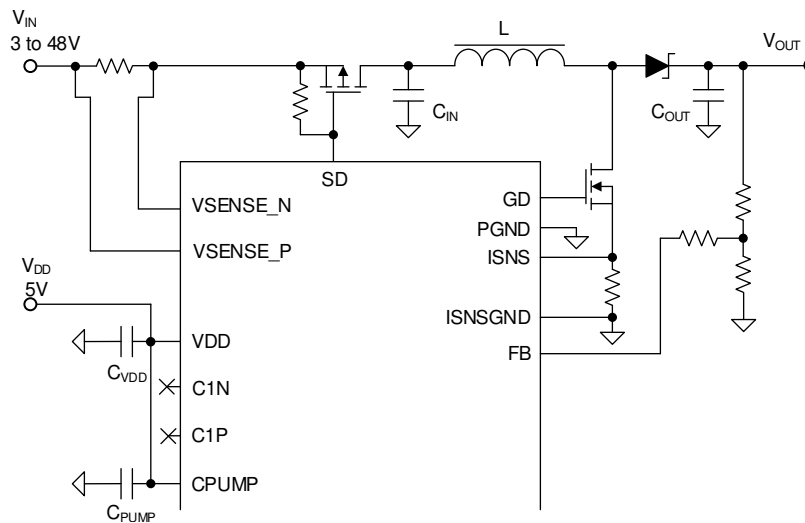 VIN
3 to 48V
L
VOUT
CIN
COUT
SD
GD
VSENSE_N
PGND
VSENSE_P
ISNS
VDD
5V
ISNSGND
VDD
FB
CVDD
C1N
C1P
CPUMP
CPUMP